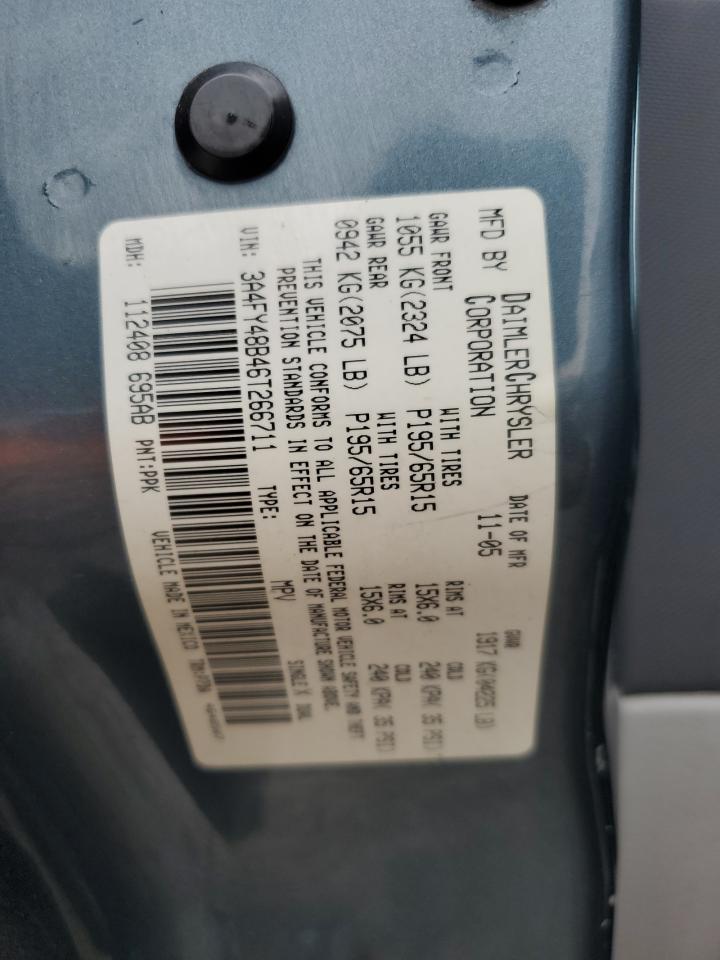 MFD BY DAIMLERCHRYSLER CORPORATION
DATE OF MFR 11-05
GVWR 1917 KG(04225 LB)
GAWR FRONT WITH TIRES RIMS AT COLD
1055 KG(2324 LB) P195/65R15 15X6.0 240 KPA( 35 PSI)
GAWR REAR WITH TIRES RIMS AT COLD
0942 KG(2075 LB) P195/65R15 15X6.0 240 KPA( 35 PSI)
THIS VEHICLE CONFORMS TO ALL APPLICABLE FEDERAL MOTOR VEHICLE SAFETY AND THEFT
PREVENTION STANDARDS IN EFFECT ON THE DATE OF MANUFACTURE SHOWN ABOVE.
VIN: 3A4FY48B46T266711 TYPE: MPV SINGLE X DUAL
MDH: 112408 695AB PNT:PPK VEHICLE MADE IN MEXICO